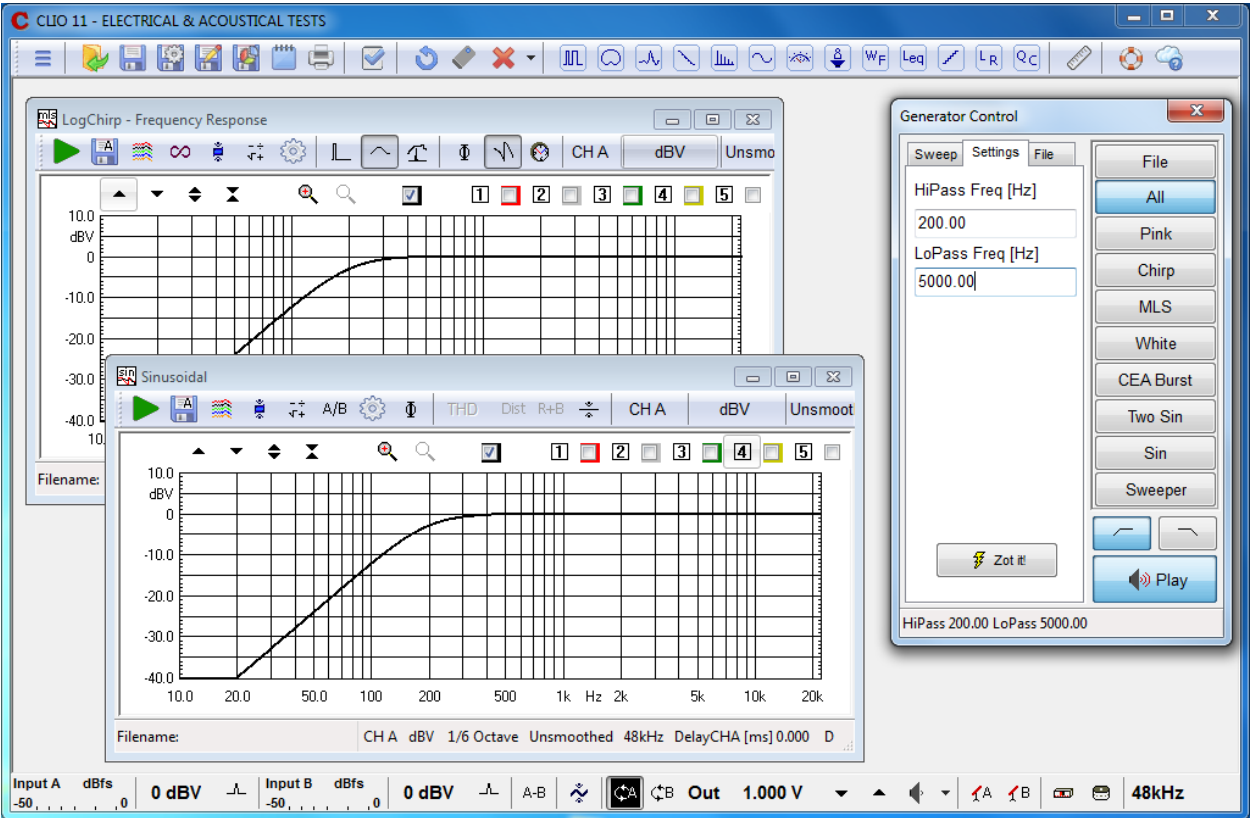 CLIO 11 - ELECTRICAL & ACOUSTICAL TESTS
WF Leq LR QC
LogChirp - Frequency Response
CH A dBV Unsmo
1 2 3 4 5
10.0
dBV
0
-10.0
-20.0
-30.0
-40.0
10.
Filename:
Sinusoidal
A/B THD Dist R+B CH A dBV Unsmoot
1 2 3 4 5
10.0
dBV
0
-10.0
-20.0
-30.0
-40.0
10.0 20.0 50.0 100 200 500 1k Hz 2k 5k 10k 20k
Filename: CH A dBV 1/6 Octave Unsmoothed 48kHz DelayCHA [ms] 0.000 D
Generator Control
Sweep Settings File
HiPass Freq [Hz]
200.00
LoPass Freq [Hz]
5000.00
Zot it!
File
All
Pink
Chirp
MLS
White
CEA Burst
Two Sin
Sin
Sweeper
Play
HiPass 200.00 LoPass 5000.00
Input A dBfs
-50 0
0 dBV
Input B dBfs
-50 0
0 dBV A-B A B Out 1.000 V A B 48kHz